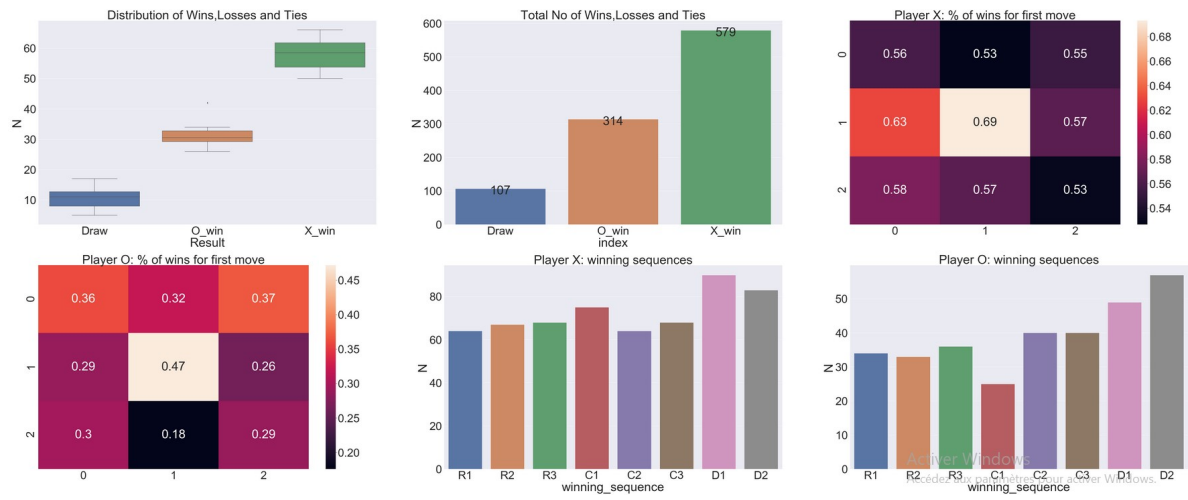 Distribution of Wins,Losses and Ties
N
60
50
40
30
20
10
Draw O_win X_win
Result
Total No of Wins,Losses and Ties
N
600
500
400
300
200
100
0
107
314
579
Draw O_win X_win
index
Player X: % of wins for first move
0 0.56 0.53 0.55
1 0.63 0.69 0.57
2 0.58 0.57 0.53
0 1 2
0.68
0.66
0.64
0.62
0.60
0.58
0.56
0.54
Player O: % of wins for first move
0 0.36 0.32 0.37
1 0.29 0.47 0.26
2 0.3 0.18 0.29
0 1 2
0.45
0.40
0.35
0.30
0.25
0.20
Player X: winning sequences
N
80
60
40
20
0
R1 R2 R3 C1 C2 C3 D1 D2
winning_sequence
Player O: winning sequences
N
50
40
30
20
10
0
R1 R2 R3 C1 C2 C3 D1 D2
winning_sequence
Activer Windows
Accédez aux paramètres pour activer Windows.